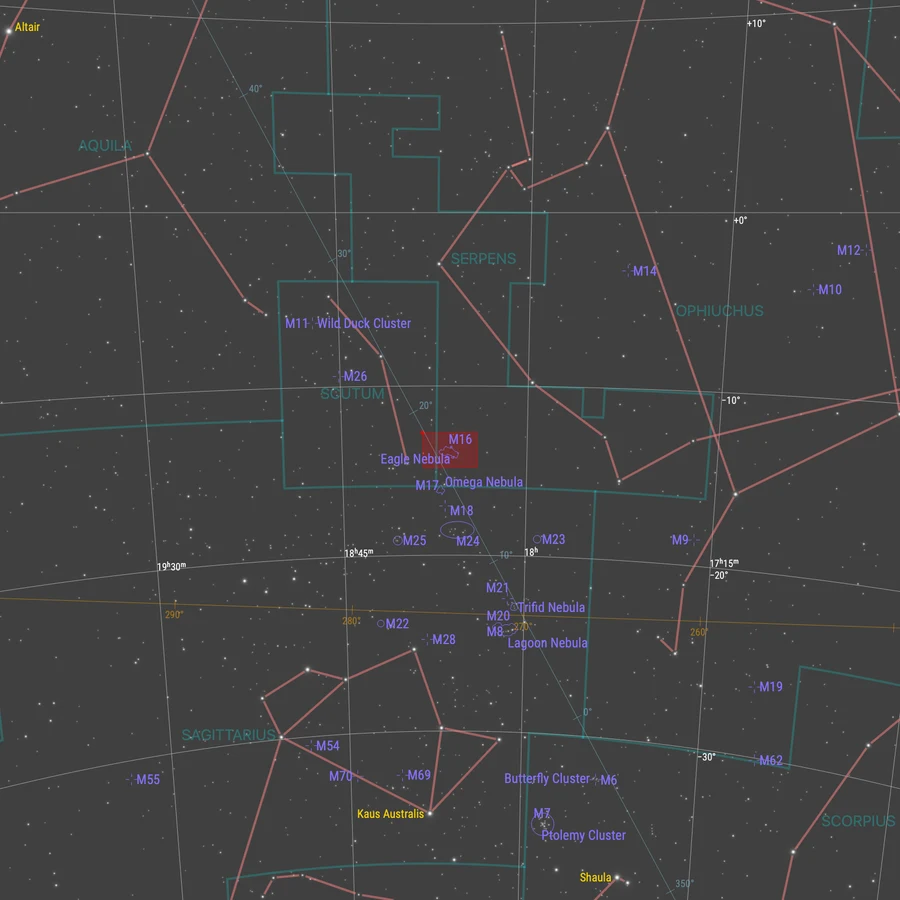 Altair
+10°
40°
AQUILA
+0°
M12
30°
SERPENS
M14
M10
OPHIUCHUS
M11
Wild Duck Cluster
M26
SCUTUM
-10°
20°
M16
Eagle Nebula
M17
Omega Nebula
M18
M25
M24
M23
M9
18h45m
10°
18h
19h30m
17h15m
-20°
M21
Trifid Nebula
290°
280°
M22
M20
M8
270°
260°
M28
Lagoon Nebula
M19
0°
SAGITTARIUS
M54
-30°
M62
M55
M70
M69
Butterfly Cluster
M6
Kaus Australis
M7
Ptolemy Cluster
SCORPIUS
Shaula
350°